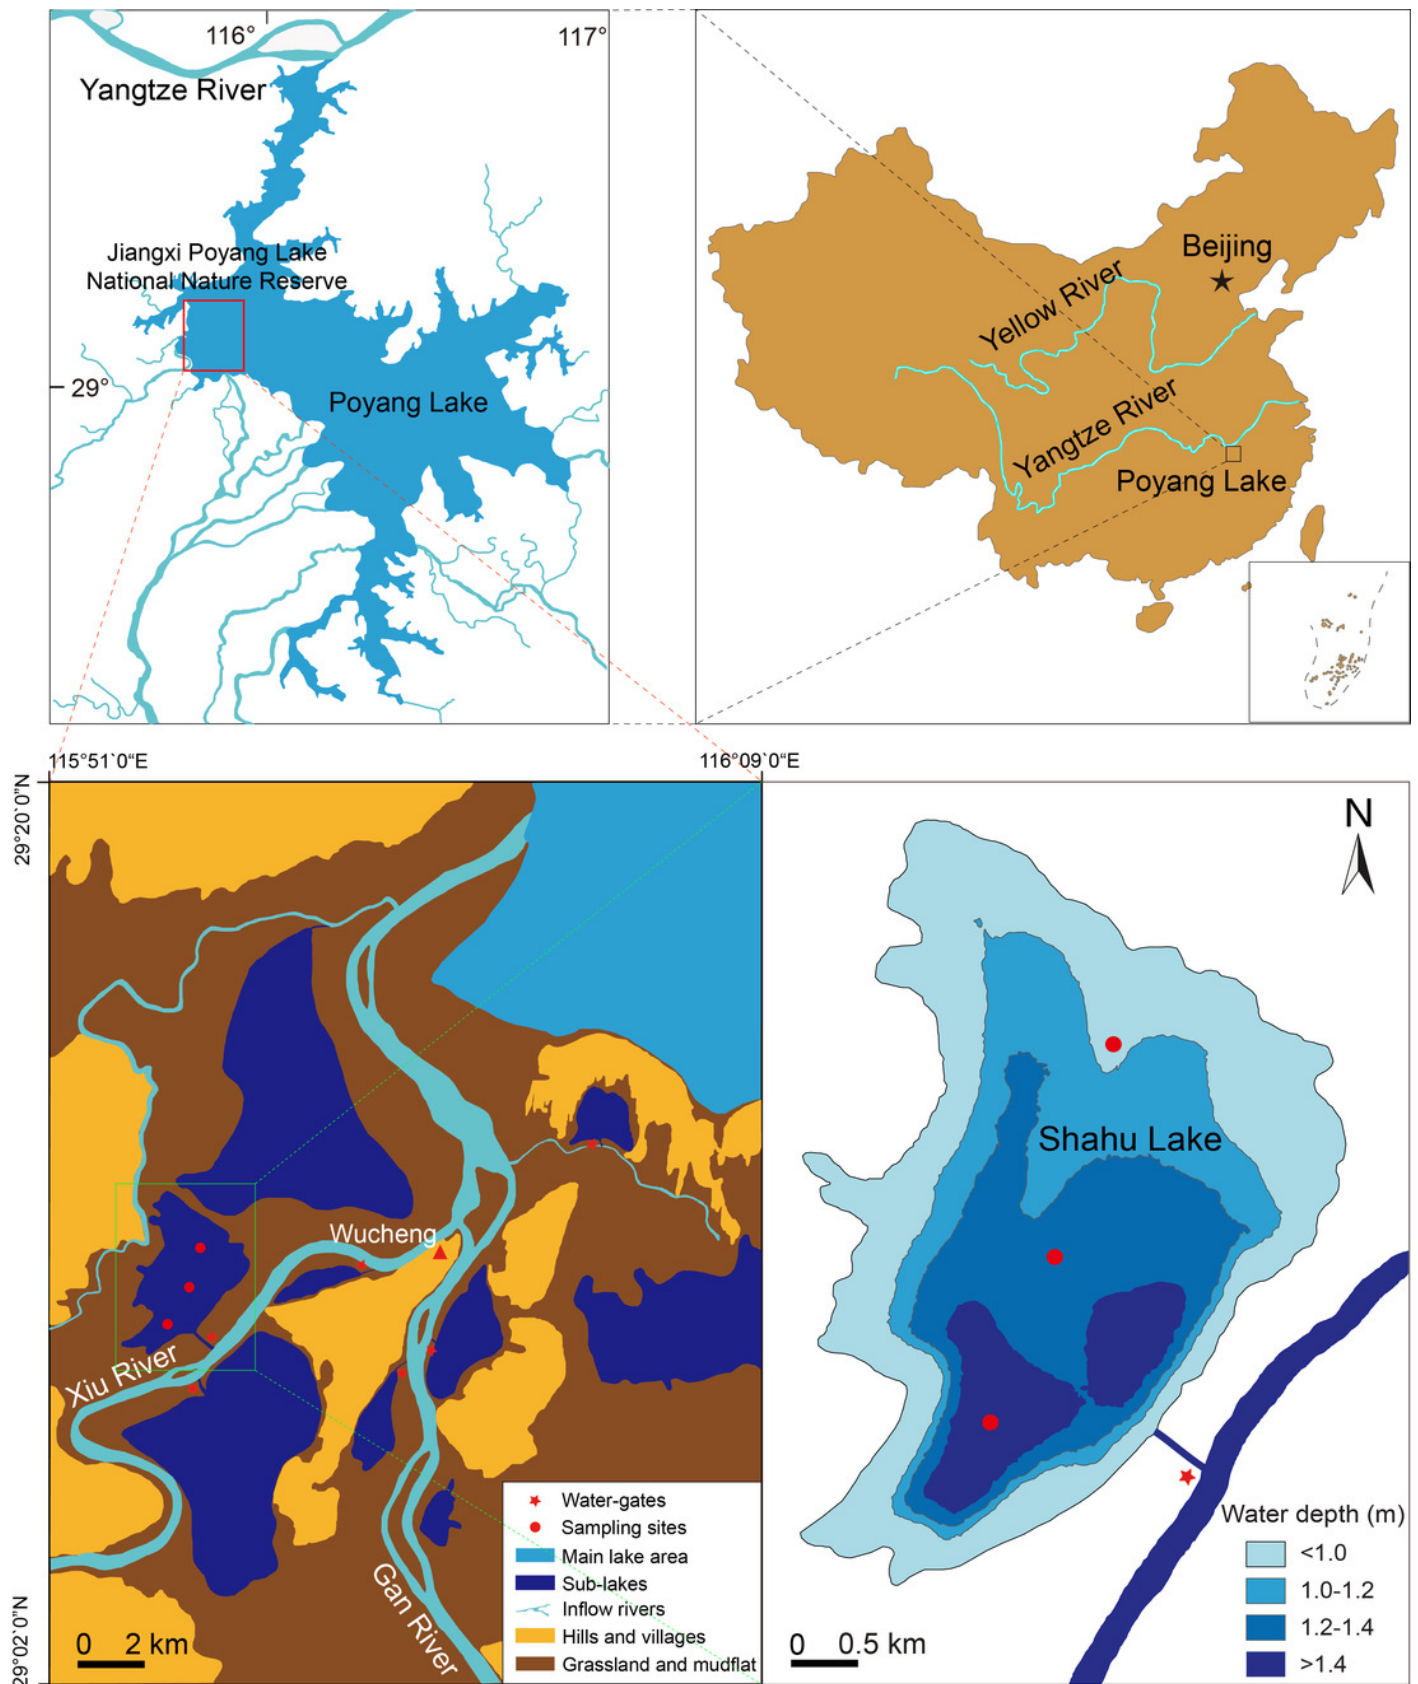 116°
117°
Yangtze River
Jiangxi Poyang Lake
National Nature Reserve
29°
Poyang Lake
Beijing
Yellow River
Yangtze River
Poyang Lake
115°51`0“E
116°09`0“E
29°20`0”N
29°02`0”N
Wucheng
Xiu River
Gan River
0 2 km
Water-gates
Sampling sites
Main lake area
Sub-lakes
Inflow rivers
Hills and villages
Grassland and mudflat
N
Shahu Lake
0 0.5 km
Water depth (m)
<1.0
1.0-1.2
1.2-1.4
>1.4